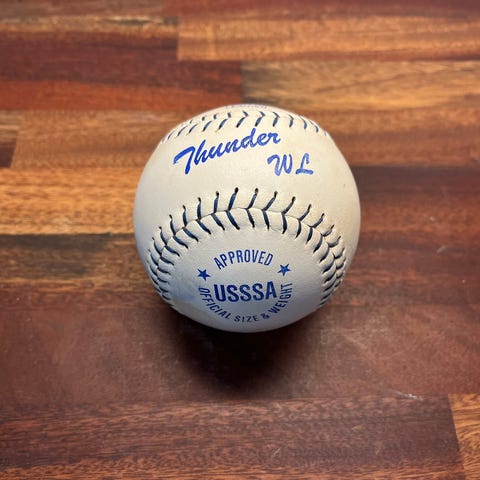 Thunder
WL
APPROVED
USSSA
OFFICIAL SIZE & WEIGHT